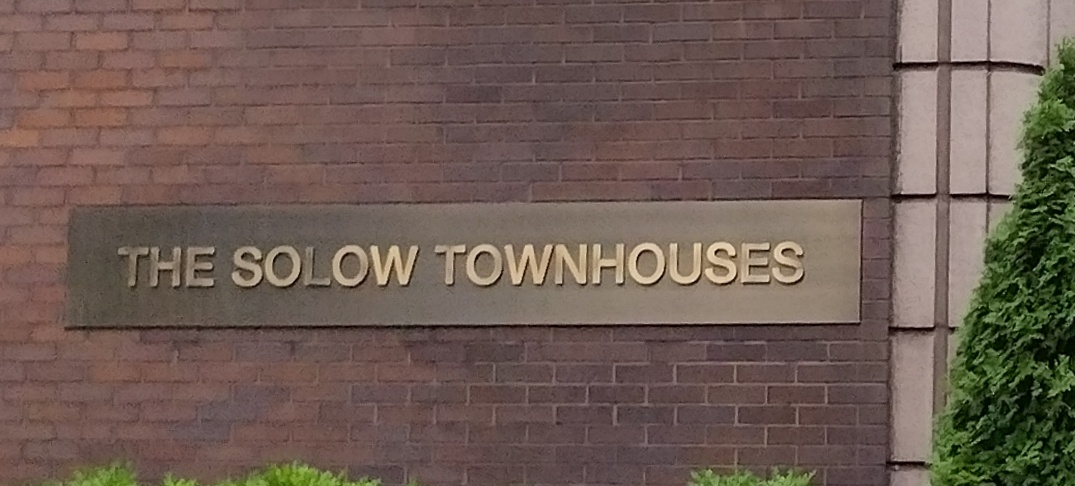 THE SOLOW TOWNHOUSES